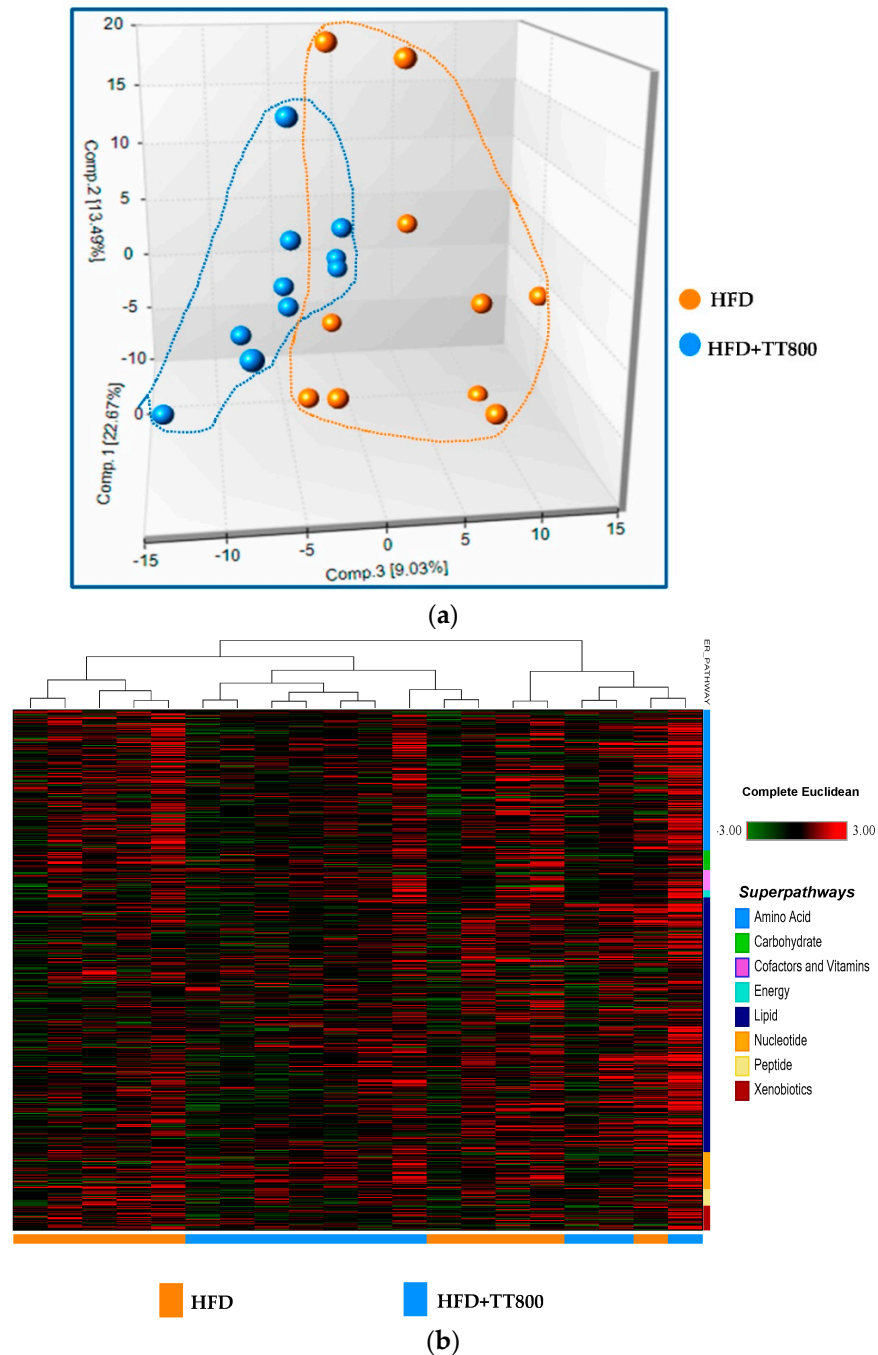 20
15
10
5
0
-5
-10
0
Comp.2 [13.49%]
Comp.1 [22.67%]
-15
-10
-5
0
5
10
15
Comp.3 [9.03%]
HFD
HFD+TT800
(a)
ER_PATHWAY
Complete Euclidean
-3.00
3.00
Superpathways
Amino Acid
Carbohydrate
Cofactors and Vitamins
Energy
Lipid
Nucleotide
Peptide
Xenobiotics
HFD
HFD+TT800
(b)